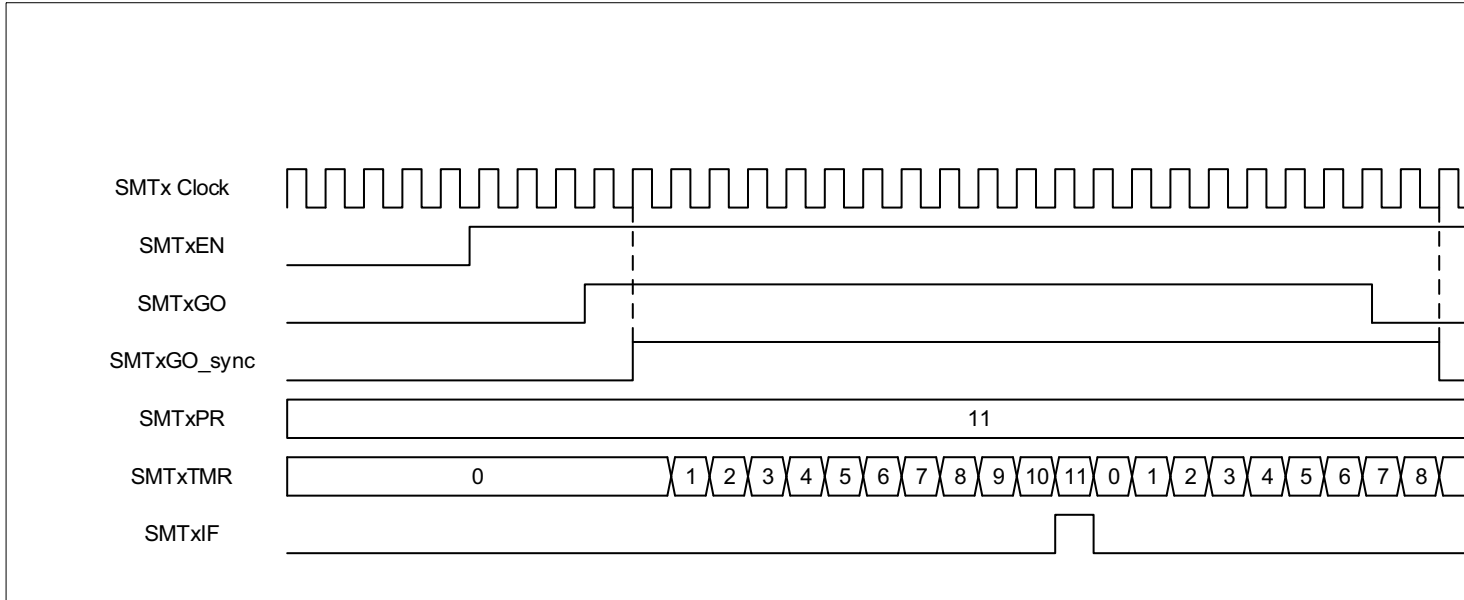 SMTx Clock
SMTxEN
SMTxGO
SMTxGO_sync
SMTxPR 11
SMTxTMR 0 1 2 3 4 5 6 7 8 9 10 11 0 1 2 3 4 5 6 7 8
SMTxIF